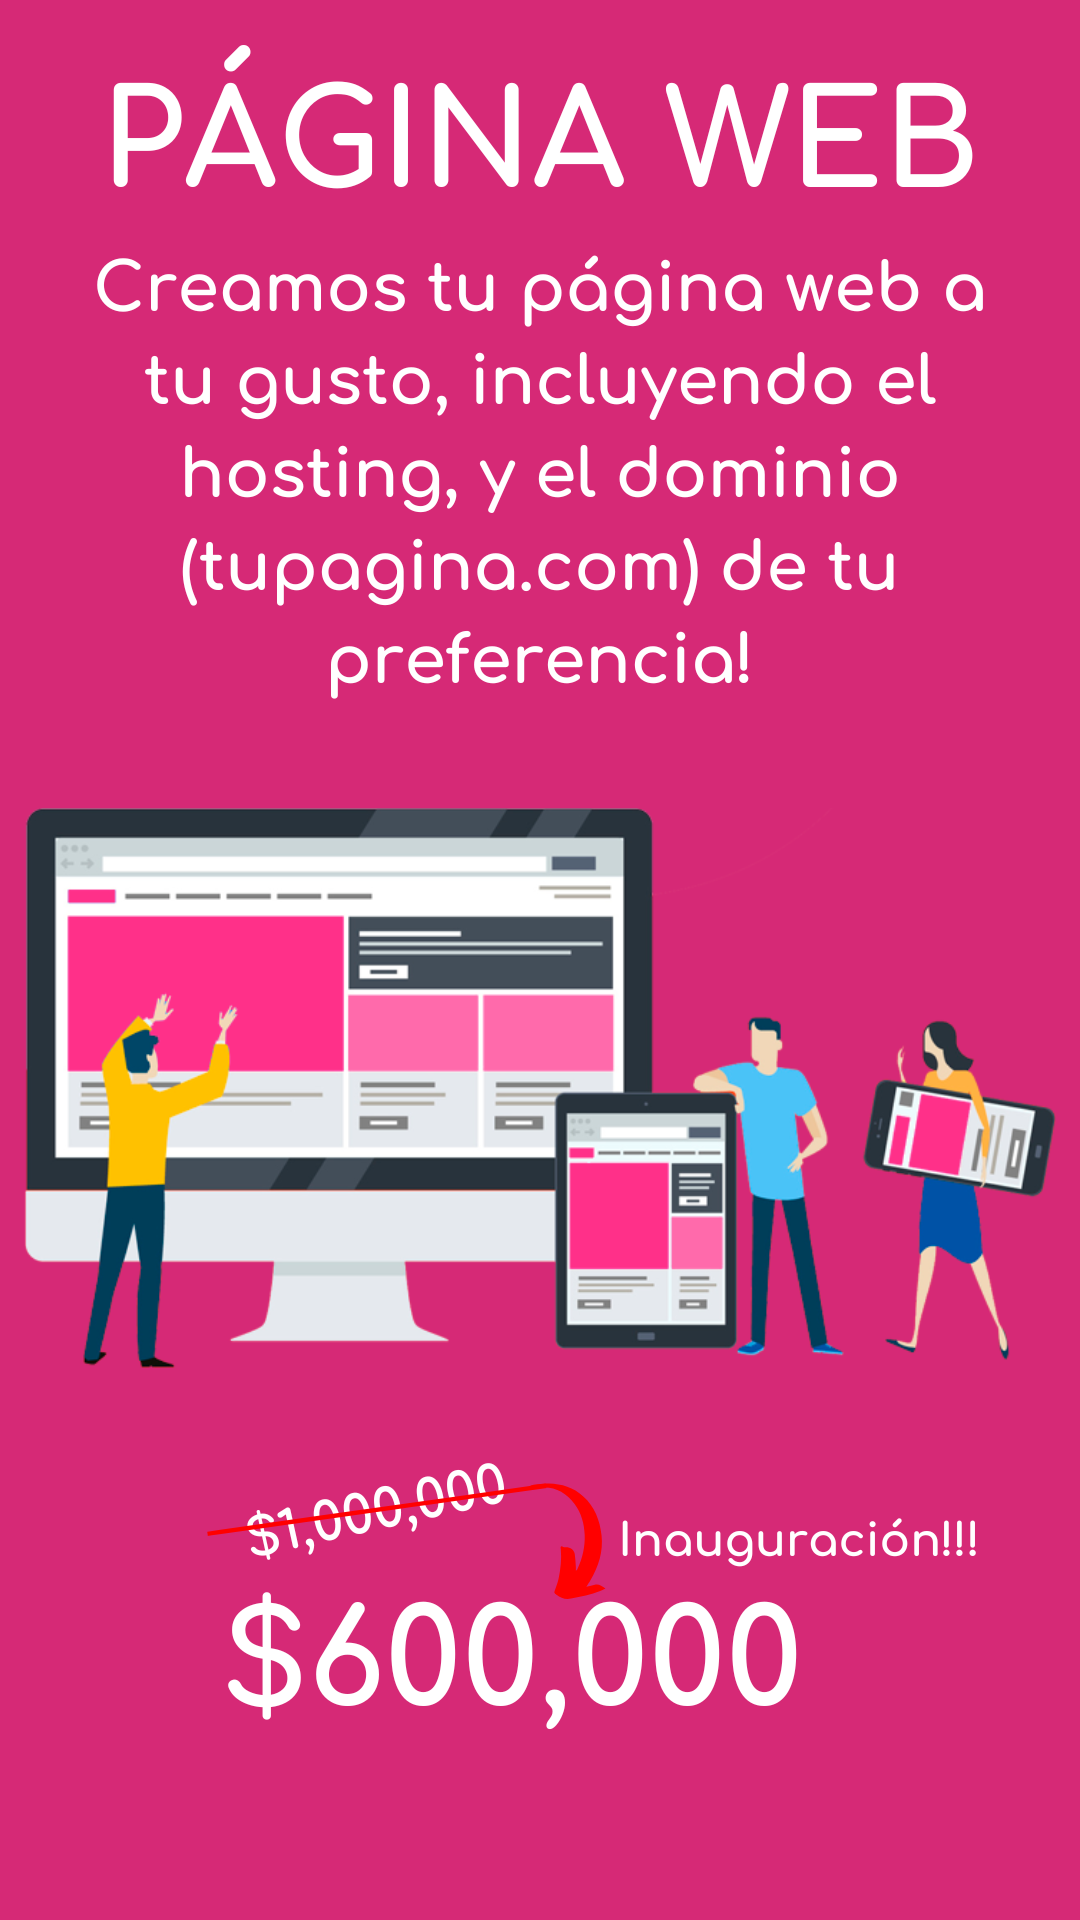 PÁGINA WEB
Creamos tu página web a
tu gusto, incluyendo el
hosting, y el dominio
(tupagina.com) de tu
preferencia!
$1,000,000
Inauguración!!!
$600,000